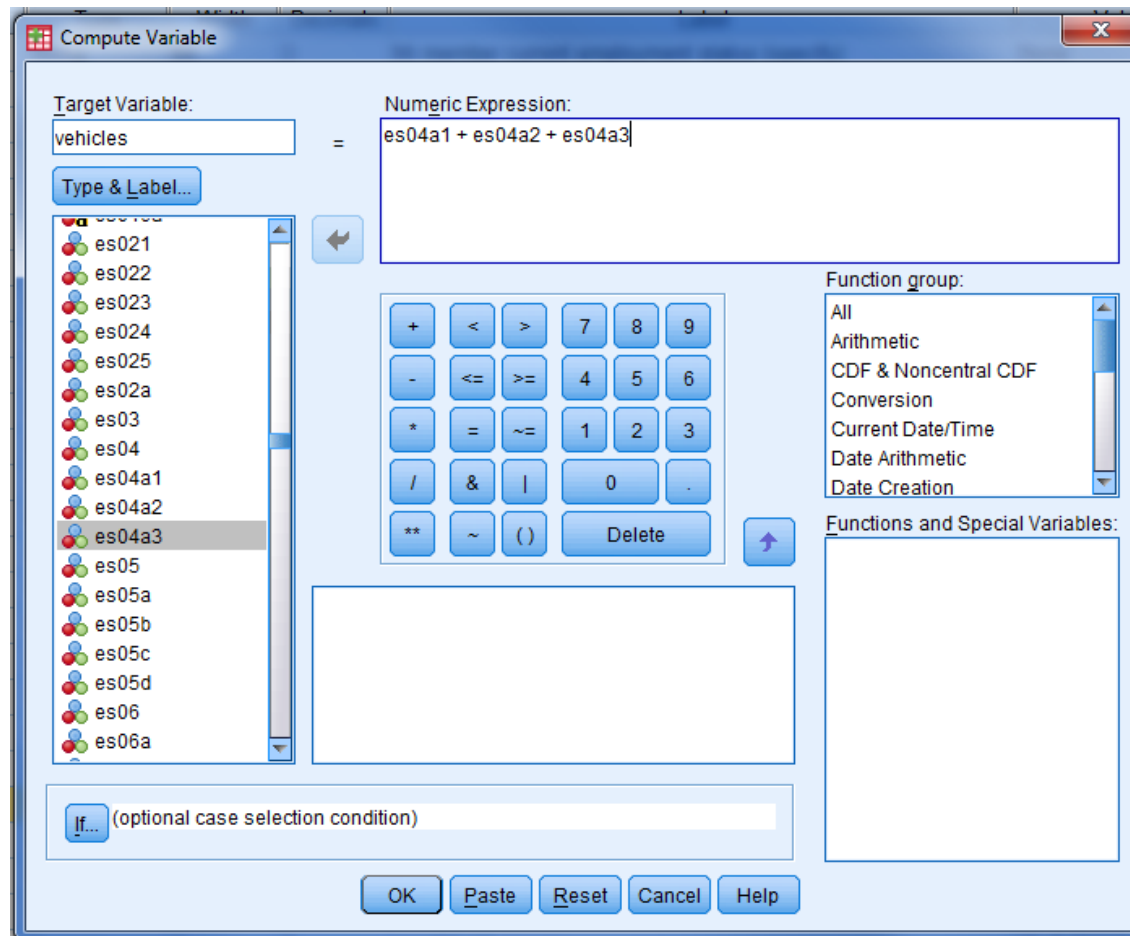 Compute Variable
Target Variable:
vehicles
=
Numeric Expression:
es04a1 + es04a2 + es04a3
Type & Label...
es021
es022
es023
es024
es025
es02a
es03
es04
es04a1
es04a2
es04a3
es05
es05a
es05b
es05c
es05d
es06
es06a
+ < > 7 8 9
- <= >= 4 5 6
* = ~= 1 2 3
/ & | 0 .
** ~ ( ) Delete
Function group:
All
Arithmetic
CDF & Noncentral CDF
Conversion
Current Date/Time
Date Arithmetic
Date Creation
Functions and Special Variables:
If... (optional case selection condition)
OK Paste Reset Cancel Help